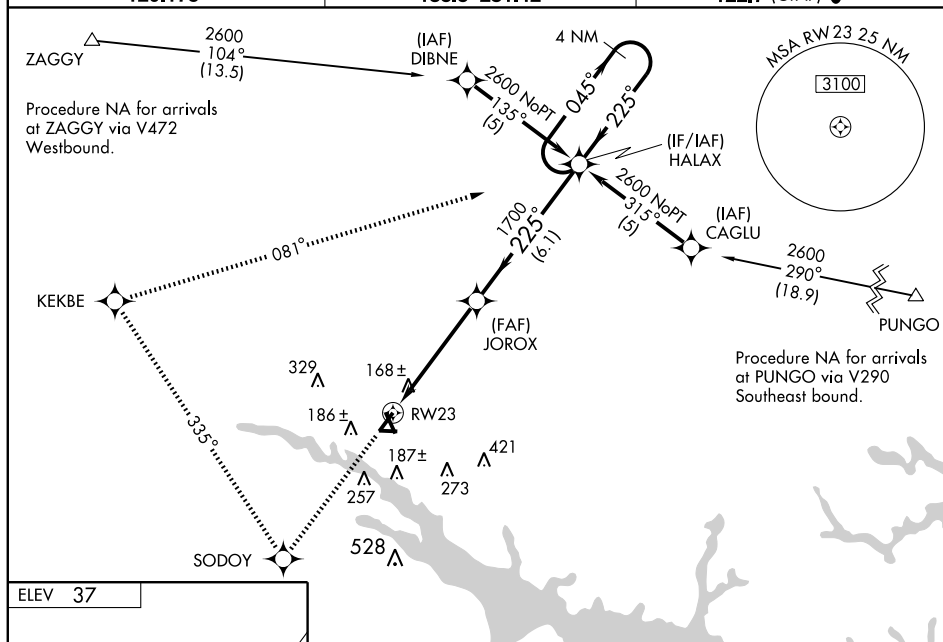 2600
104°
(13.5)
ZAGGY
(IAF)
DIBNE
4 NM
MSA RW 23 25 NM
3100
2600 NoPT
135°
(5)
045°
225°
Procedure NA for arrivals
at ZAGGY via V472
Westbound.
(IF/IAF)
HALAX
2600 NoPT
315°
(5)
(IAF)
CAGLU
1700
225°
(6.1)
2600
290°
(18.9)
PUNGO
081°
KEKBE
(FAF)
JOROX
Procedure NA for arrivals
at PUNGO via V290
Southeast bound.
329
168±
186±
RW23
335°
187±
421
257
273
SODOY
528
ELEV 37